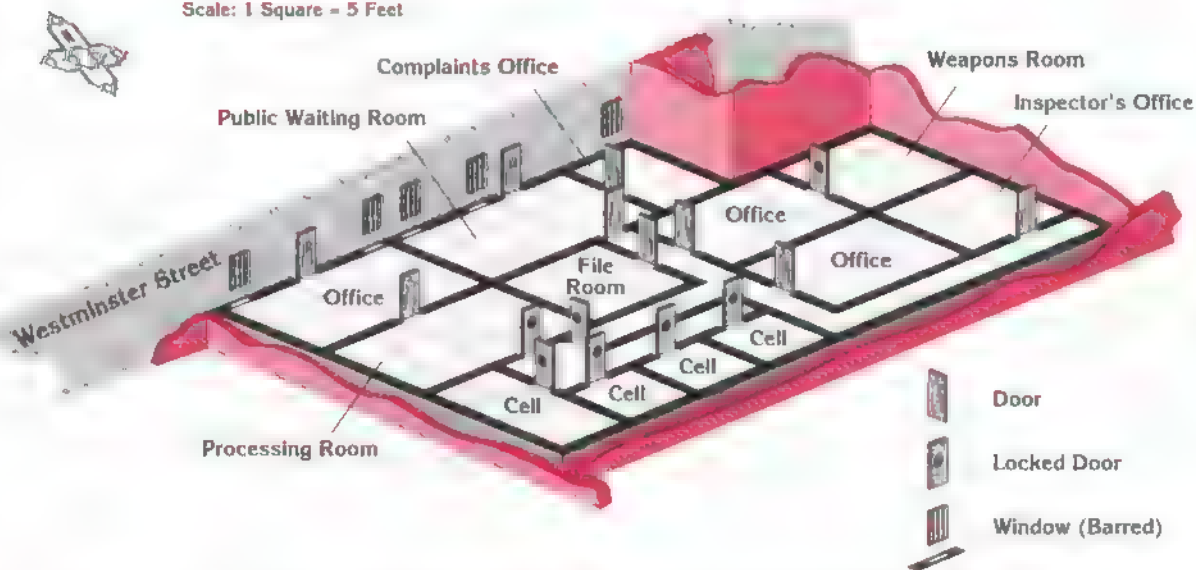 Scale: 1 Square = 5 Feet
Complaints Office
Weapons Room
Public Waiting Room
Inspector's Office
Office
Westminster Street
Office
File
Room
Office
Cell
Cell
Cell
Cell
Processing Room
Door
Locked Door
Window (Barred)